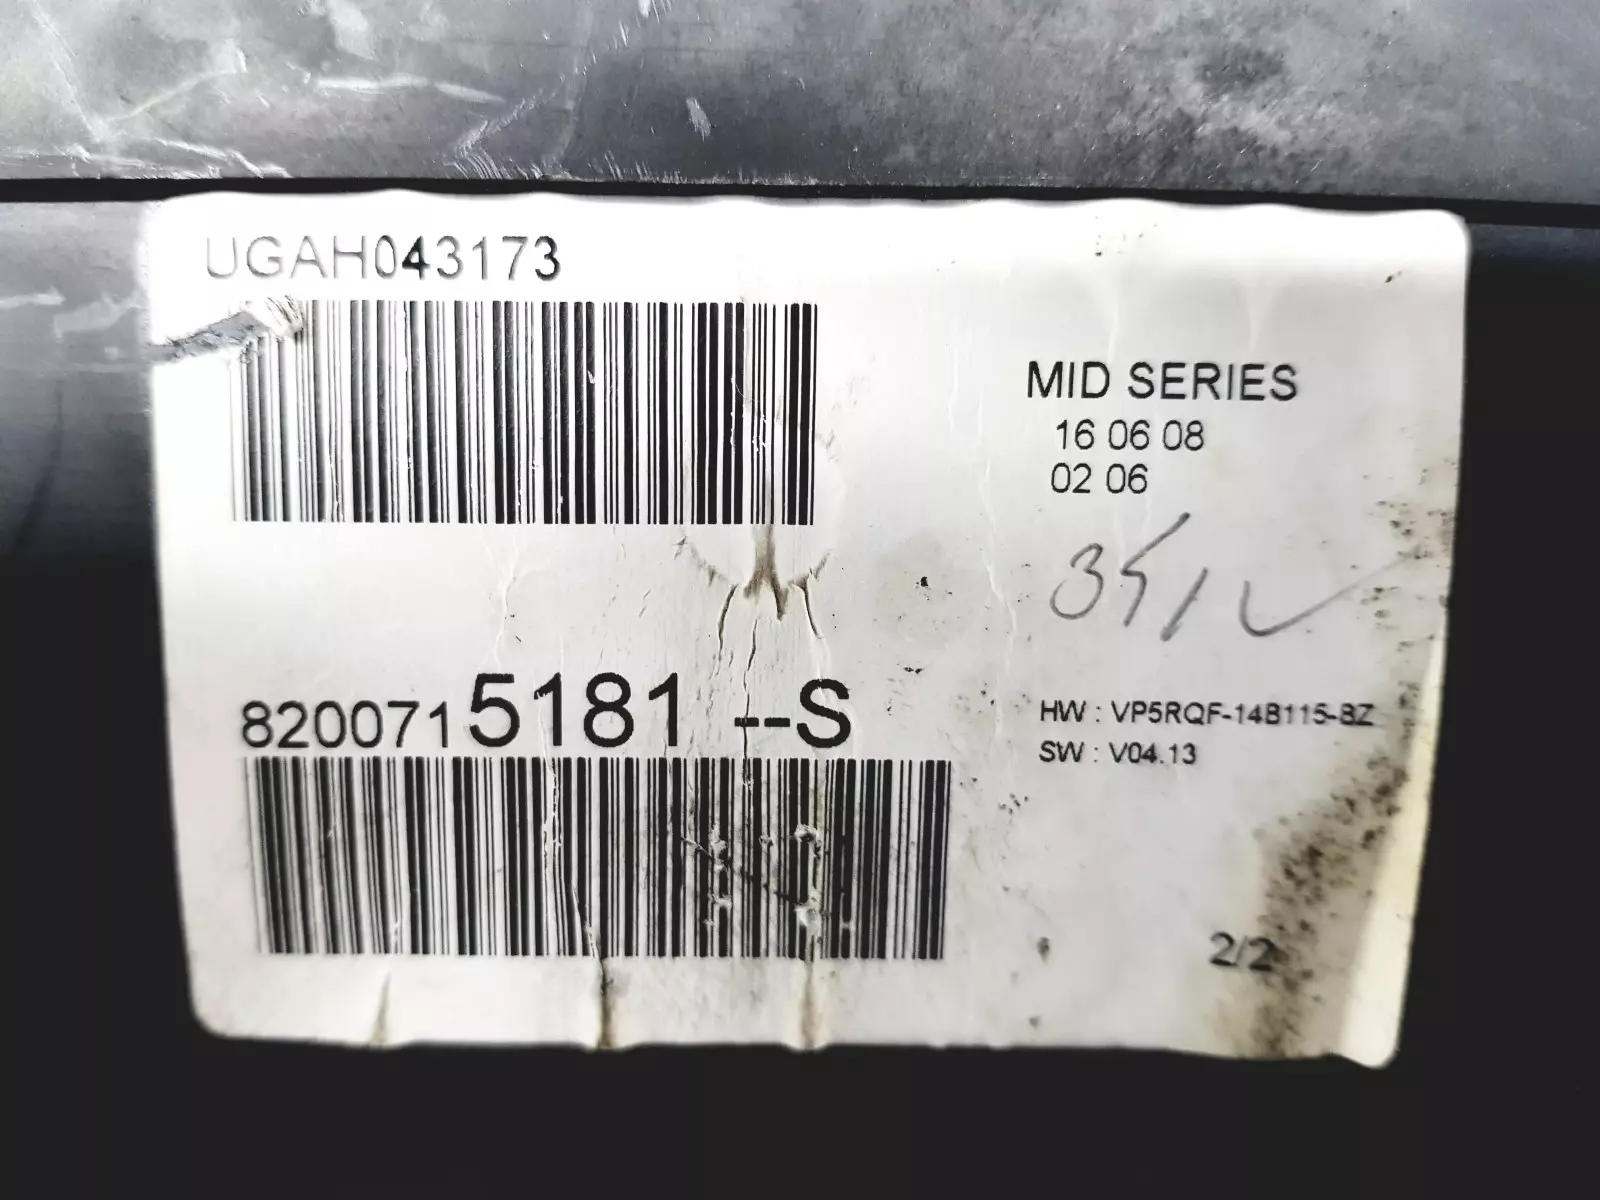 UGAH043173
MID SERIES
16 06 08
02 06
8200715181 --S
HW : VP5RQF-14B115-BZ
SW : V04.13
2/2